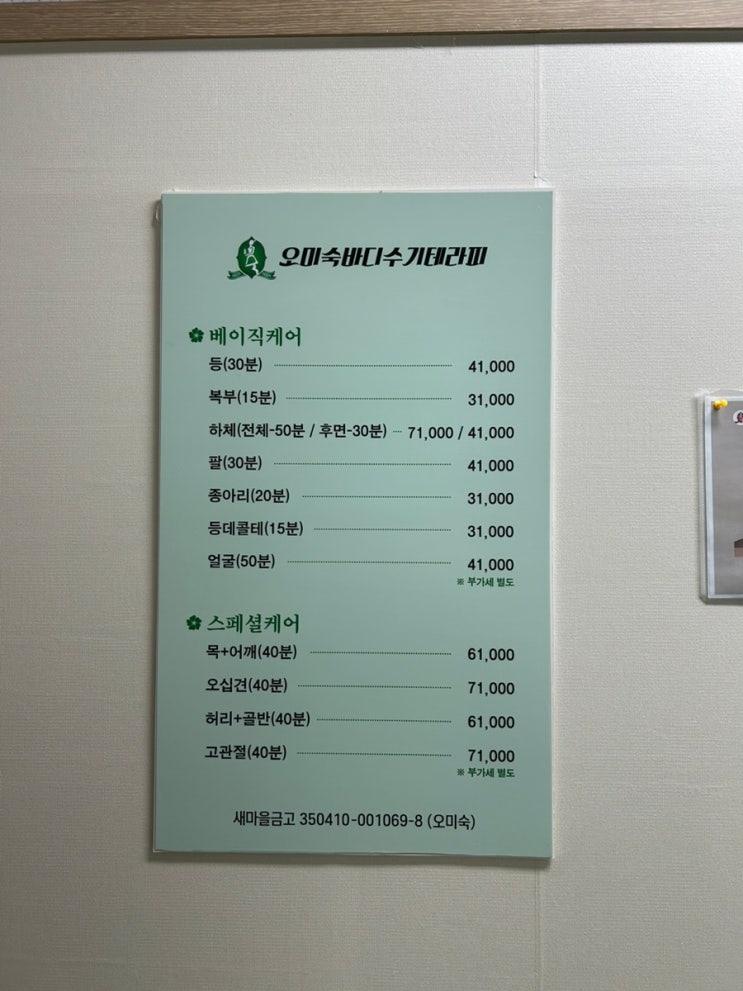 오미숙바디수기테라피
베이직케어
등(30분) 41,000
복부(15분) 31,000
하체(전체-50분 / 후면-30분) 71,000 / 41,000
팔(30분) 41,000
종아리(20분) 31,000
등데콜테(15분) 31,000
얼굴(50분) 41,000
※ 부가세 별도
스페셜케어
목+어깨(40분) 61,000
오십견(40분) 71,000
허리+골반(40분) 61,000
고관절(40분) 71,000
※ 부가세 별도
새마을금고 350410-001069-8 (오미숙)